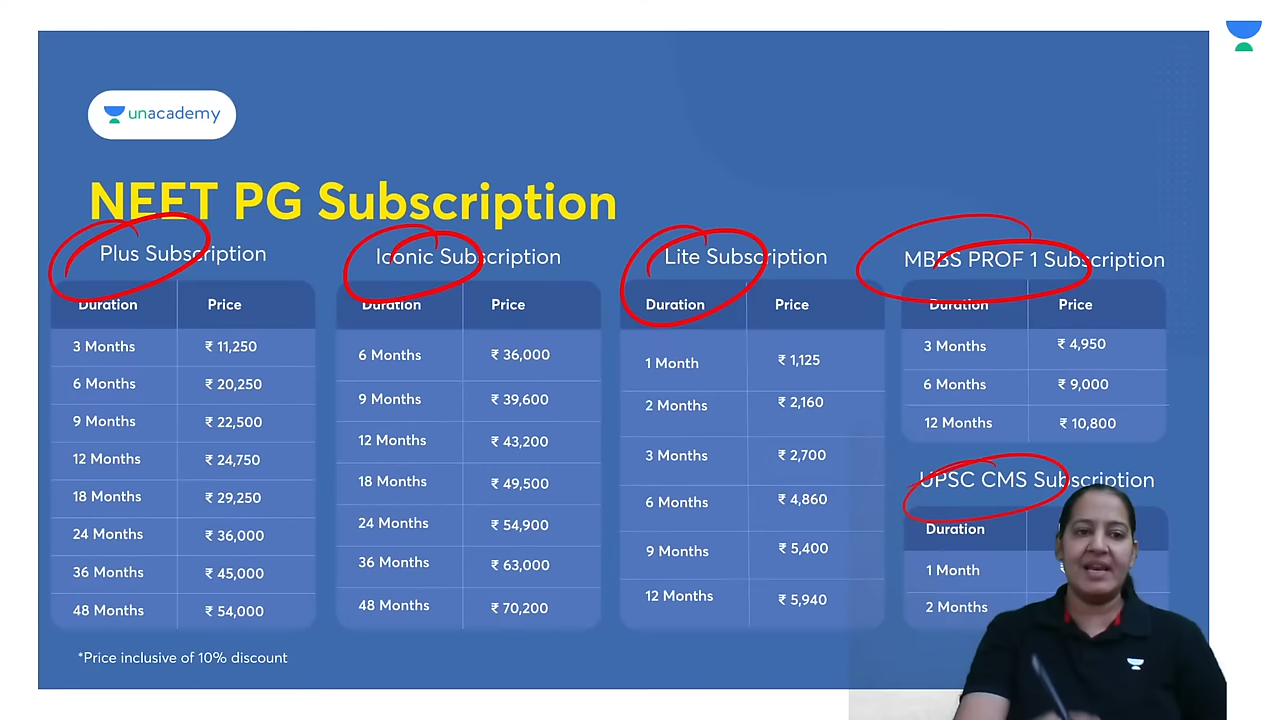 unacademy
NEET PG Subscription
Plus Subscription
Duration Price
3 Months ₹ 11,250
6 Months ₹ 20,250
9 Months ₹ 22,500
12 Months ₹ 24,750
18 Months ₹ 29,250
24 Months ₹ 36,000
36 Months ₹ 45,000
48 Months ₹ 54,000
Iconic Subscription
Duration Price
6 Months ₹ 36,000
9 Months ₹ 39,600
12 Months ₹ 43,200
18 Months ₹ 49,500
24 Months ₹ 54,900
36 Months ₹ 63,000
48 Months ₹ 70,200
Lite Subscription
Duration Price
1 Month ₹ 1,125
2 Months ₹ 2,160
3 Months ₹ 2,700
6 Months ₹ 4,860
9 Months ₹ 5,400
12 Months ₹ 5,940
MBBS PROF 1 Subscription
Duration Price
3 Months ₹ 4,950
6 Months ₹ 9,000
12 Months ₹ 10,800
UPSC CMS Subscription
Duration
1 Month
2 Months
*Price inclusive of 10% discount